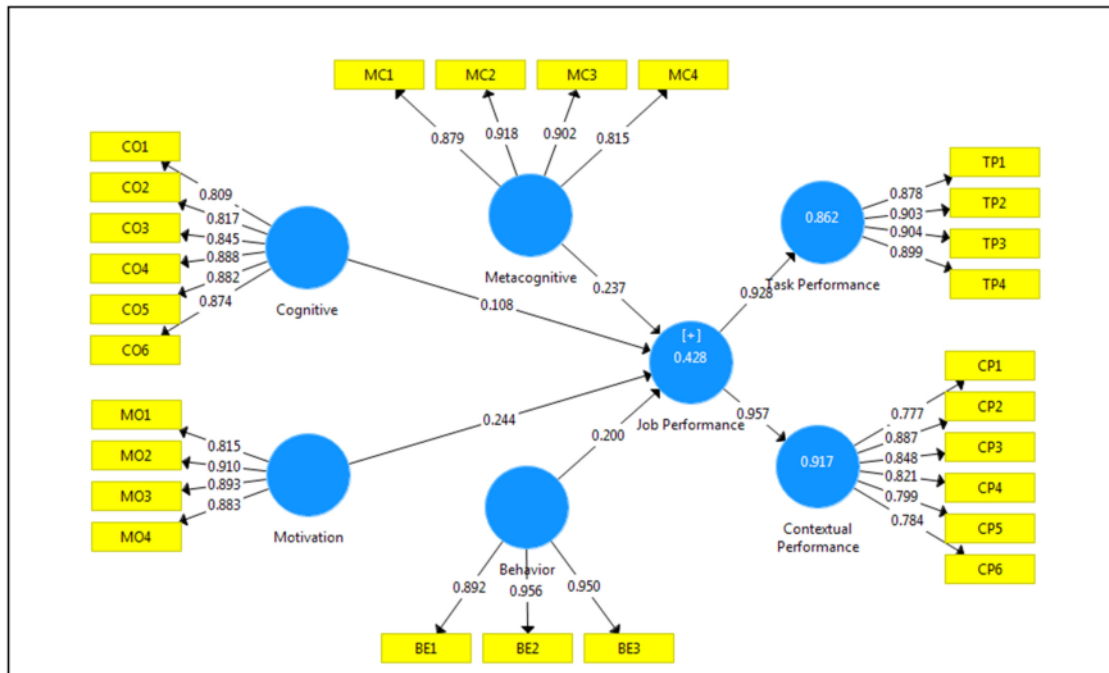 MC1 MC2 MC3 MC4
0.879 0.918 0.902 0.815
Metacognitive
CO1
CO2
CO3
CO4
CO5
CO6
0.809
0.817
0.845
0.888
0.882
0.874
Cognitive
0.108
0.237
MO1
MO2
MO3
MO4
0.815
0.910
0.893
0.883
Motivation
0.244
0.200
Behavior
0.892 0.956 0.950
BE1 BE2 BE3
[+]
0.428
Job Performance
0.928
0.957
0.862
Task Performance
0.878
0.903
0.904
0.899
TP1
TP2
TP3
TP4
0.917
Contextual
Performance
0.777
0.887
0.848
0.821
0.799
0.784
CP1
CP2
CP3
CP4
CP5
CP6